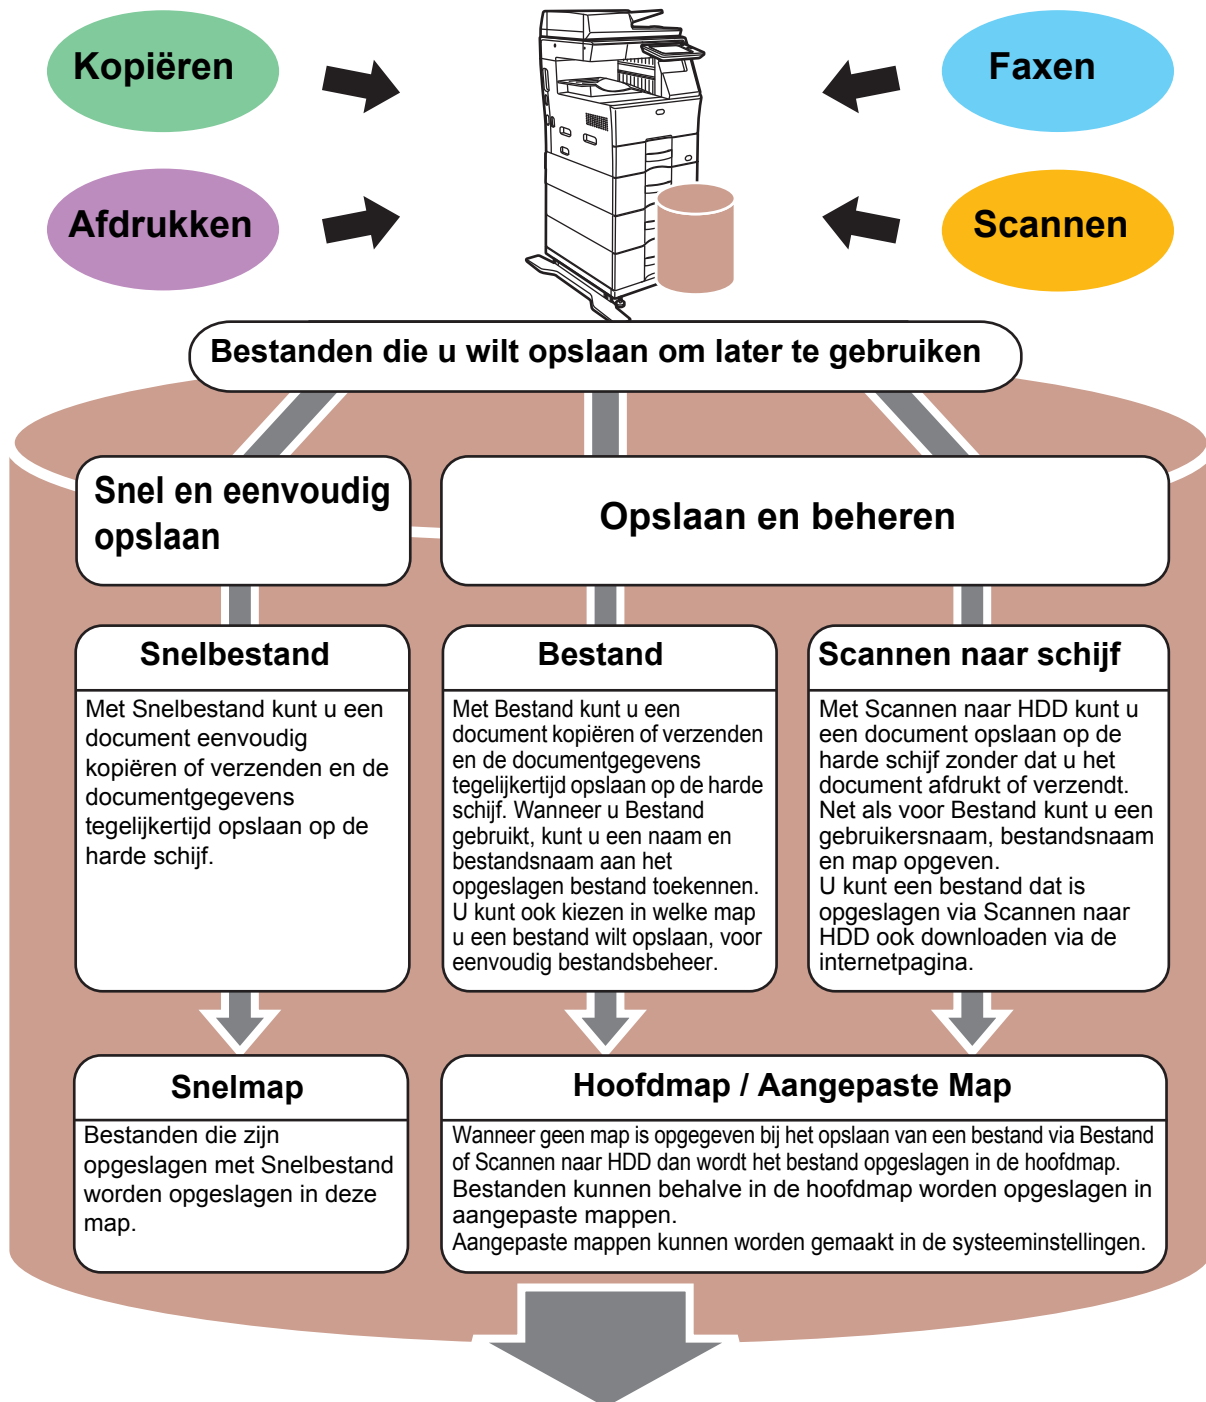 Kopiëren
Faxen
Afdrukken
Scannen
Bestanden die u wilt opslaan om later te gebruiken
Snel en eenvoudig
opslaan
Opslaan en beheren
Snelbestand
Met Snelbestand kunt u een
document eenvoudig
kopiëren of verzenden en de
documentgegevens
tegelijkertijd opslaan op de
harde schijf.
Bestand
Met Bestand kunt u een
document kopiëren of verzenden
en de documentgegevens
tegelijkertijd opslaan op de harde
schijf. Wanneer u Bestand
gebruikt, kunt u een naam en
bestandsnaam aan het
opgeslagen bestand toekennen.
U kunt ook kiezen in welke map
u een bestand wilt opslaan, voor
eenvoudig bestandsbeheer.
Scannen naar schijf
Met Scannen naar HDD kunt u
een document opslaan op de
harde schijf zonder dat u het
document afdrukt of verzendt.
Net als voor Bestand kunt u een
gebruikersnaam, bestandsnaam
en map opgeven.
U kunt een bestand dat is
opgeslagen via Scannen naar
HDD ook downloaden via de
internetpagina.
Snelmap
Bestanden die zijn
opgeslagen met Snelbestand
worden opgeslagen in deze
map.
Hoofdmap / Aangepaste Map
Wanneer geen map is opgegeven bij het opslaan van een bestand via Bestand
of Scannen naar HDD dan wordt het bestand opgeslagen in de hoofdmap.
Bestanden kunnen behalve in de hoofdmap worden opgeslagen in
aangepaste mappen.
Aangepaste mappen kunnen worden gemaakt in de systeeminstellingen.